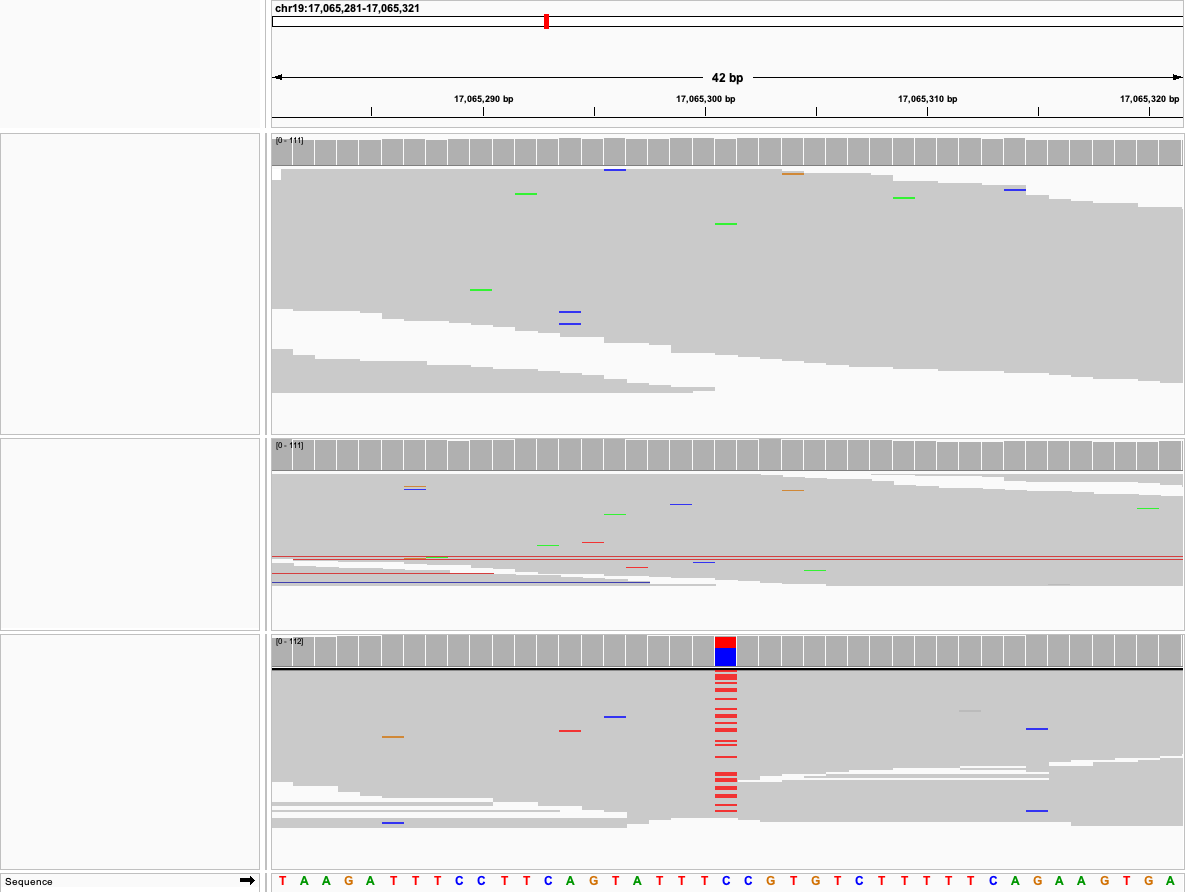 chr19:17,065,281-17,065,321
42 bp
17,065,290 bp 17,065,300 bp 17,065,310 bp 17,065,320 bp
[0 - 111]
[0 - 111]
[0 - 112]
Sequence T A A G A T T T C C T T C A G T A T T T C C G T G T C T T T T T C A G A A G T G A